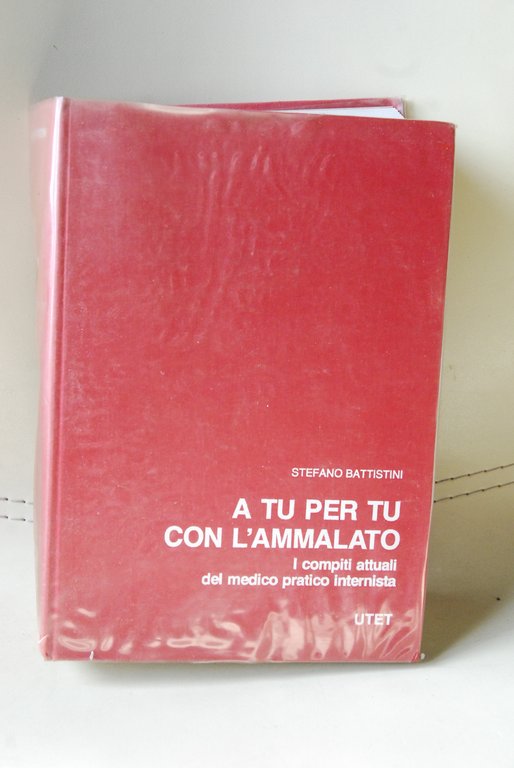 STEFANO BATTISTINI
A TU PER TU
CON L'AMMALATO
I compiti attuali
del medico pratico internista
UTET